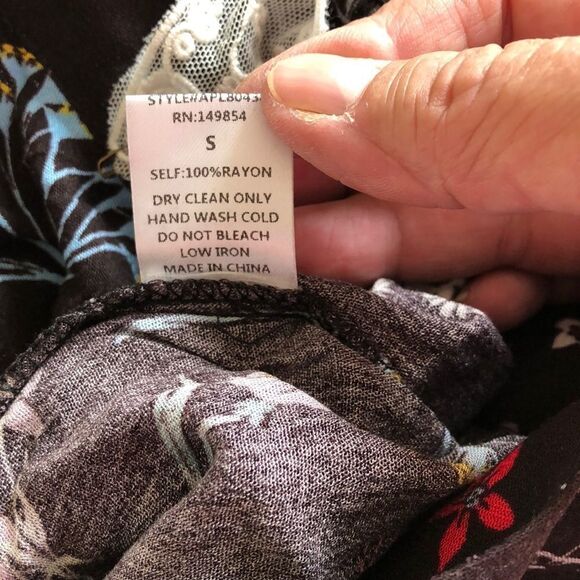 STYLE#APL8043
RN:149854
S
SELF:100%RAYON
DRY CLEAN ONLY
HAND WASH COLD
DO NOT BLEACH
LOW IRON
MADE IN CHINA